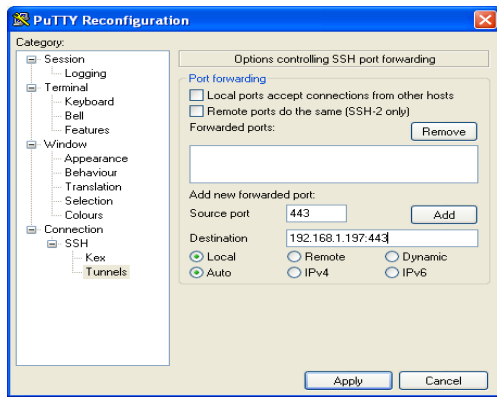 PuTTY Reconfiguration
Category:
Session
Logging
Terminal
Keyboard
Bell
Features
Window
Appearance
Behaviour
Translation
Selection
Colours
Connection
SSH
Kex
Tunnels
Options controlling SSH port forwarding
Port forwarding
Local ports accept connections from other hosts
Remote ports do the same (SSH-2 only)
Forwarded ports: Remove
Add new forwarded port:
Source port 443 Add
Destination 192.168.1.197:443
Local Remote Dynamic
Auto IPv4 IPv6
Apply Cancel